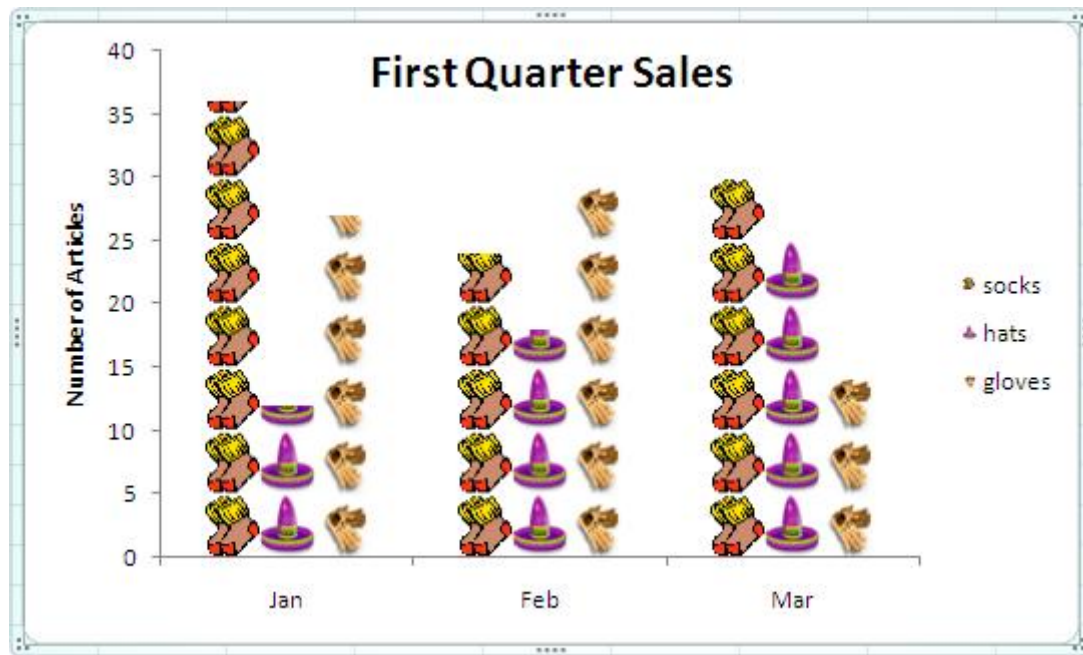 First Quarter Sales
Number of Articles
40
35
30
25
20
15
10
5
0
Jan
Feb
Mar
socks
hats
gloves